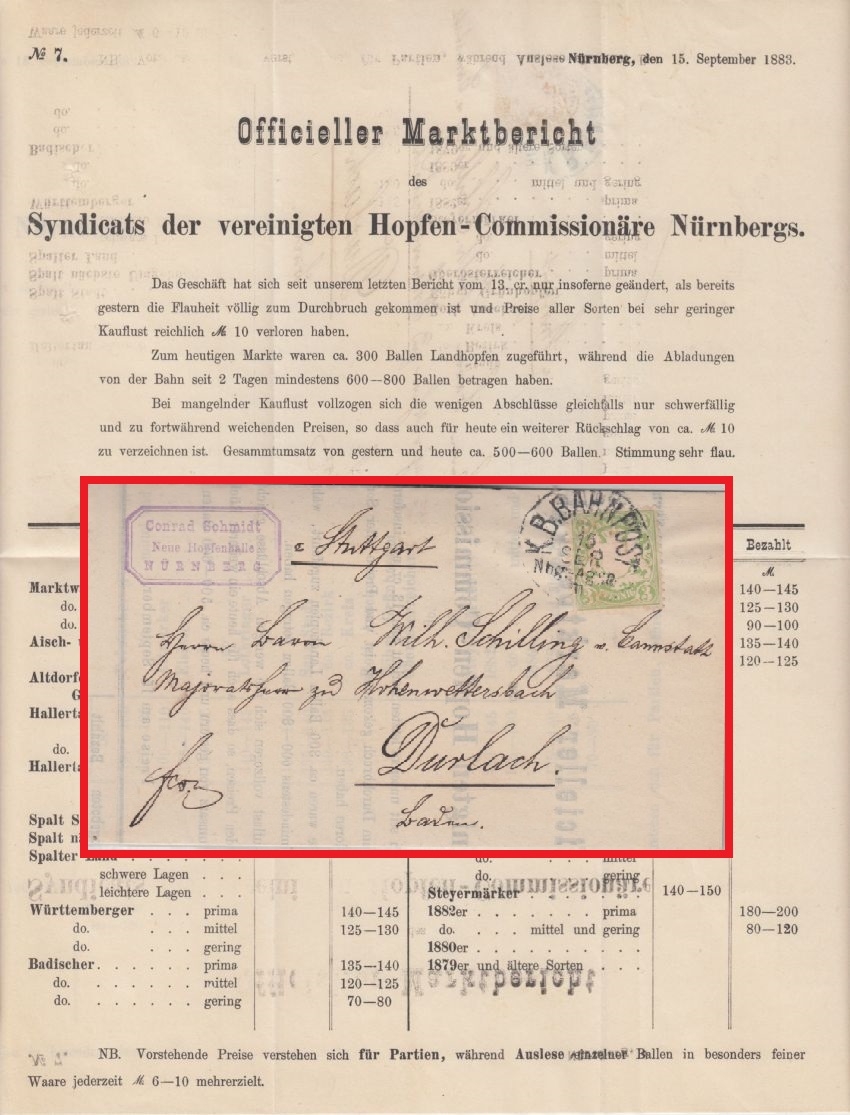 № 7.
Nürnberg, den 15. September 1883.
Officieller Marktbericht
des
Syndicats der vereinigten Hopfen-Commissionäre Nürnbergs.
Das Geschäft hat sich seit unserem letzten Bericht vom 13. cr. nur insoferne geändert, als bereits
gestern die Flauheit völlig zum Durchbruch gekommen ist und Preise aller Sorten bei sehr geringer
Kauflust reichlich ℳ 10 verloren haben.
Zum heutigen Markte waren ca. 300 Ballen Landhopfen zugeführt, während die Abladungen
von der Bahn seit 2 Tagen mindestens 600—800 Ballen betragen haben.
Bei mangelnder Kauflust vollzogen sich die wenigen Abschlüsse gleichfalls nur schwerfällig
und zu fortwährend weichenden Preisen, so dass auch für heute ein weiterer Rückschlag von ca. ℳ 10
zu verzeichnen ist. Gesammtumsatz von gestern und heute ca. 500—600 Ballen. Stimmung sehr flau.
Conrad Schmidt
Neue Hopfenhalle
NÜRNBERG
Stuttgart
K.B.BAHNPOST
15
SER
3
Herrn Baron Wilh. Schilling v. Cannstatt
Majoratsherr zu Hohenwettersbach
Durlach.
fco.
Baden.
Bezahlt
ℳ
140—145
do. 125—130
do. 90—100
Aisch- 135—140
120—125
do.
Spalt S
Spalt n
Spalter Land
do. mittel
schwere Lagen . . .
do. gering
leichtere Lagen . . .
Steyermärker . . . . . . . 140—150
Württemberger . . . prima 140—145
1882er . . . . . . . prima 180—200
do. . . . mittel 125—130
do. . . . mittel und gering 80—120
do. . . . gering
1880er . . . . . . . . . .
Badischer . . . . . . prima 135—140
1879er und ältere Sorten . . .
do. . . . . . . mittel 120—125
do. . . . . . . gering 70—80
NB. Vorstehende Preise verstehen sich für Partien, während Auslese einzelner Ballen in besonders feiner
Waare jederzeit ℳ 6—10 mehrerzielt.